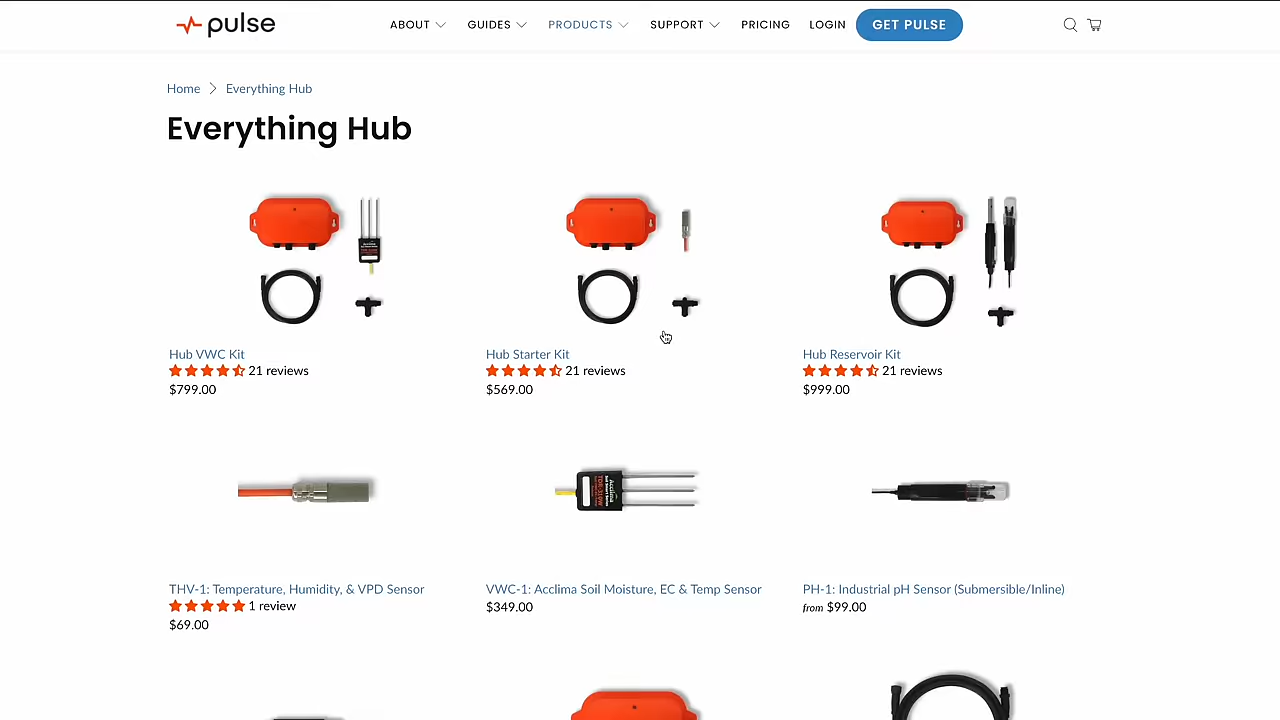 pulse
ABOUT GUIDES PRODUCTS SUPPORT PRICING LOGIN GET PULSE
Home Everything Hub
Everything Hub
Hub VWC Kit
21 reviews
$799.00
Hub Starter Kit
21 reviews
$569.00
Hub Reservoir Kit
21 reviews
$999.00
Acclima
THV-1: Temperature, Humidity, & VPD Sensor
1 review
$69.00
VWC-1: Acclima Soil Moisture, EC & Temp Sensor
$349.00
PH-1: Industrial pH Sensor (Submersible/Inline)
from $99.00